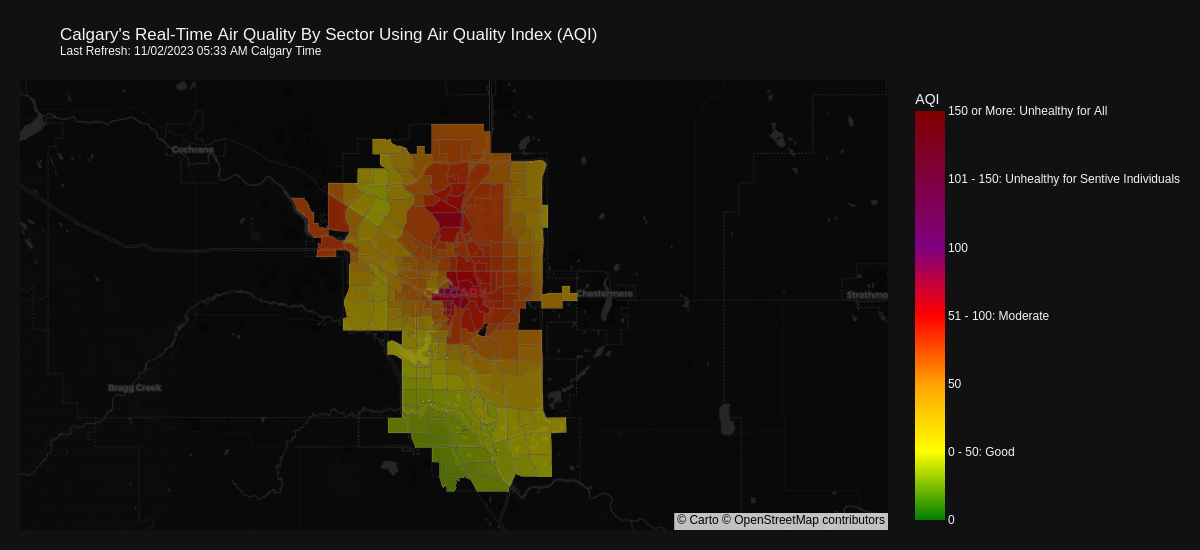 Calgary's Real-Time Air Quality By Sector Using Air Quality Index (AQI)
Last Refresh: 11/02/2023 05:33 AM Calgary Time
AQI
150 or More: Unhealthy for All
Cochrane
101 - 150: Unhealthy for Sentive Individuals
100
Chestermere
Strathmo
51 - 100: Moderate
50
Bragg Creek
0 - 50: Good
0
© Carto © OpenStreetMap contributors